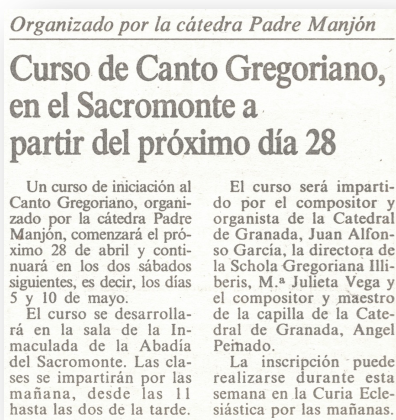 Organizado por la cátedra Padre Manjón
Curso de Canto Gregoriano,
en el Sacromonte a
partir del próximo día 28
Un curso de iniciación al
Canto Gregoriano, organi-
zado por la cátedra Padre
Manjón, comenzará el pró-
ximo 28 de abril y conti-
nuará en los dos sábados
siguientes, es decir, los días
5 y 10 de mayo.
El curso se desarrolla-
rá en la sala de la In-
maculada de la Abadía
del Sacromonte. Las cla-
ses se impartirán por las
mañana, desde las 11
hasta las dos de la tarde.
El curso será imparti-
do por el compositor y
organista de la Catedral
de Granada, Juan Alfon-
so García, la directora de
la Schola Gregoriana Illi-
beris, M.ª Julieta Vega y
el compositor y maestro
de la capilla de la Cate-
dral de Granada, Angel
Peinado.
La inscripción puede
realizarse durante esta
semana en la Curia Ecle-
siástica por las mañanas.